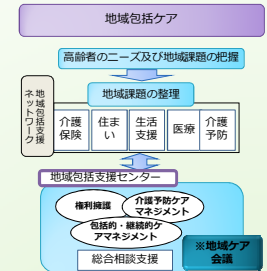 地域包括ケア
高齢者のニーズ及び地域課題の把握
地域包括支援
ネットワーク
地域課題の整理
介護
保険
住ま
い
生活
支援
医療
介護
予防
地域包括支援センター
権利擁護
介護予防ケア
マネジメント
包括的・継続的ケ
アマネジメント
総合相談支援
※地域ケア
会議